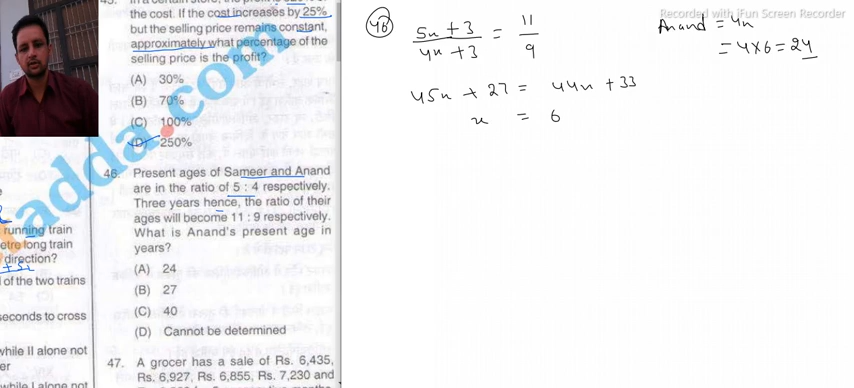 Recorded with iFun Screen Recorder
the cost. If the cost increases by 25%
but the selling price remains constant,
approximately what percentage of the
selling price is the profit?
(A) 30%
(B) 70%
(C) 100%
(D) 250%
46. Present ages of Sameer and Anand
are in the ratio of 5 : 4 respectively.
Three years hence, the ratio of their
ages will become 11 : 9 respectively.
What is Anand's present age in
years?
(A) 24
(B) 27
(C) 40
(D) Cannot be determined
47. A grocer has a sale of Rs. 6,435,
Rs. 6,927, Rs. 6,855, Rs. 7,230 and
running train
etre long train
direction?
of the two trains
seconds to cross
while II alone not
er
while I alone not
adda.com
46
5x + 3 = 11
4x + 3 9
45x + 27 = 44x + 33
x = 6
Anand = 4x
= 4 × 6 = 24